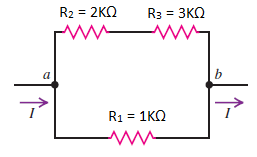 R₂ = 2KΩ R₃ = 3KΩ
a b
I I
R₁ = 1KΩ